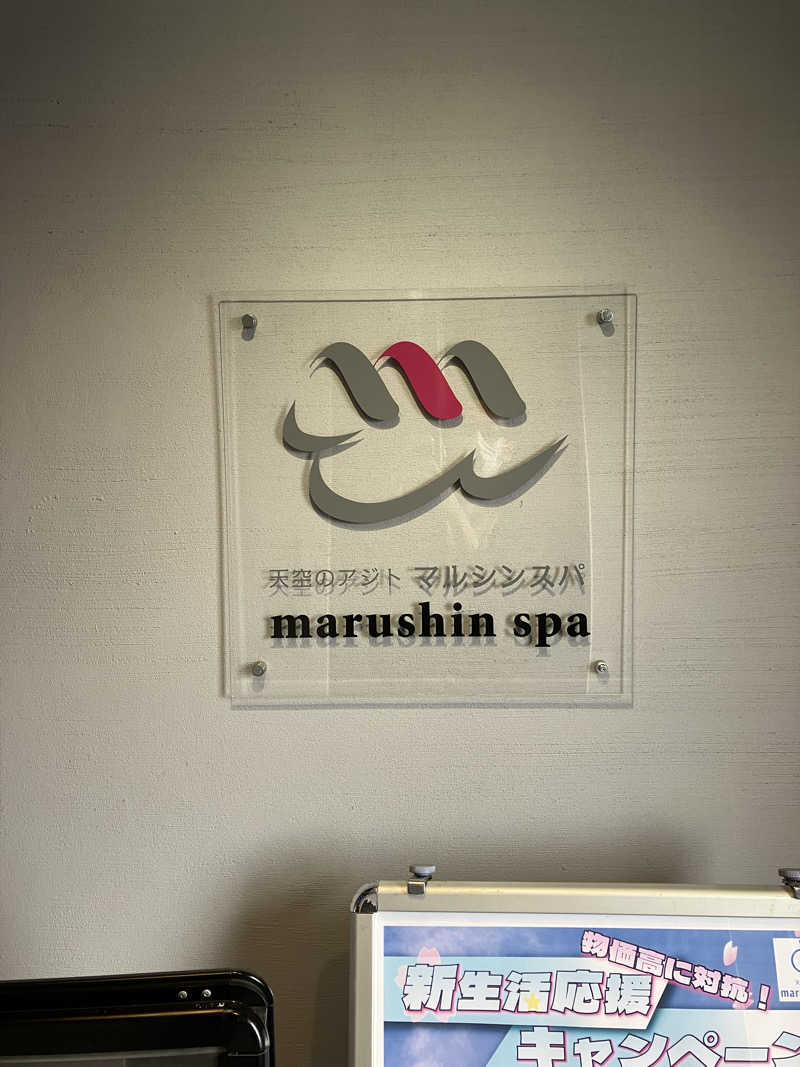 天空のアジト マルシンスパ
marushin spa
物価高に対抗！
新生活応援
キャンペーン